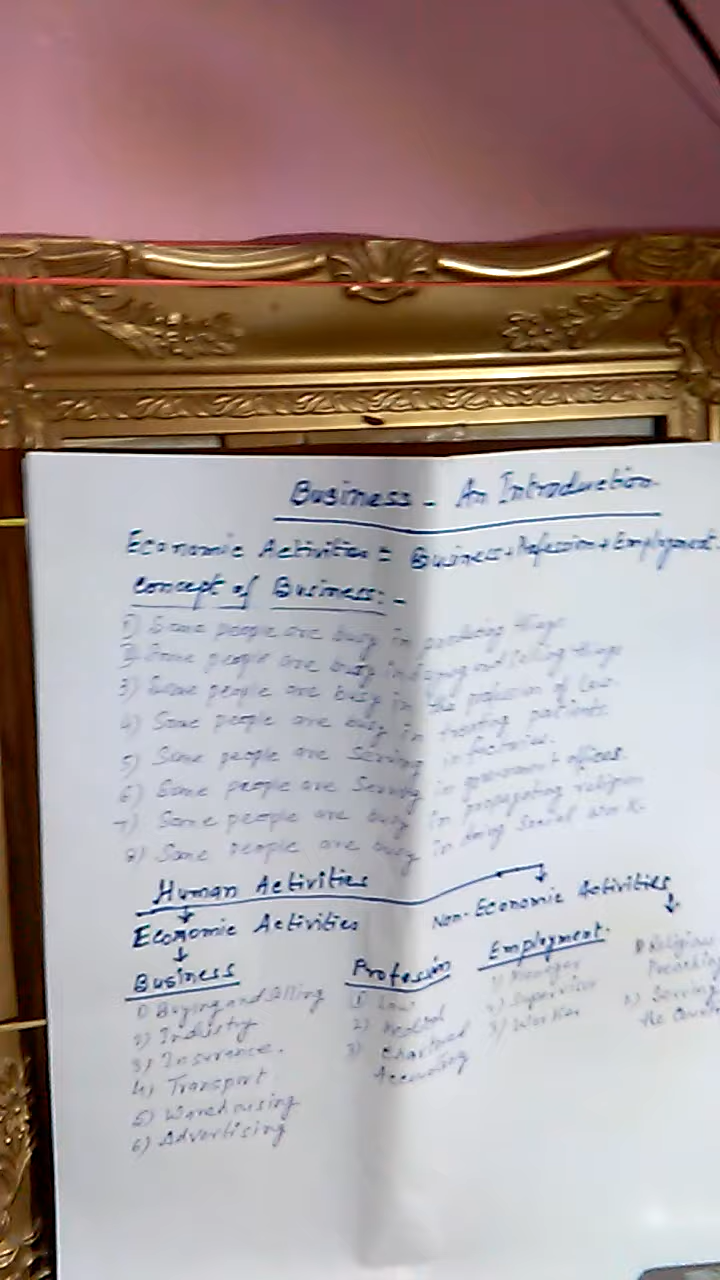 Business - An Introduction
Economic Activities = Business + Profession + Employment.
Concept of Business: -
1) Some people are busy in producing things
2) Some people are busy in buying and selling things
3) Some people are busy in the profession of Law.
4) Some people are busy in treating patients
5) Some people are serving in factories.
6) Some people are serving in government offices.
7) Some people are busy in propagating religion
8) Some people are busy in doing social work.
Human Activities
Economic Activities
Non-Economic Activities
Business
1) Buying and Selling
2) Industry
3) Insurance.
4) Transport
5) Warehousing
6) Advertising
Profession
1) Law
2) Medical
3) Chartered
Accounting
Employment.
1) Manager
2) Supervisor
3) Worker
1) Religious
Preaching
2) Serving
the